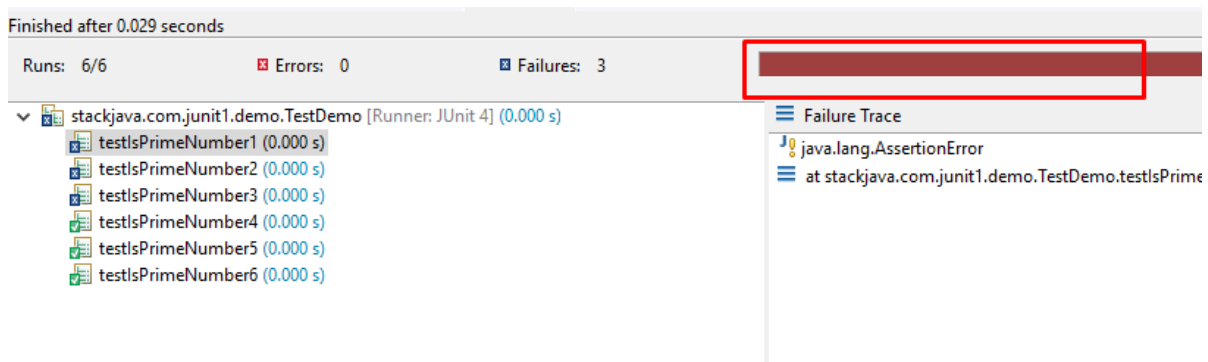 Finished after 0.029 seconds
Runs: 6/6 Errors: 0 Failures: 3
stackjava.com.junit1.demo.TestDemo [Runner: JUnit 4] (0.000 s)
testIsPrimeNumber1 (0.000 s)
testIsPrimeNumber2 (0.000 s)
testIsPrimeNumber3 (0.000 s)
testIsPrimeNumber4 (0.000 s)
testIsPrimeNumber5 (0.000 s)
testIsPrimeNumber6 (0.000 s)
Failure Trace
java.lang.AssertionError
at stackjava.com.junit1.demo.TestDemo.testIsPrime